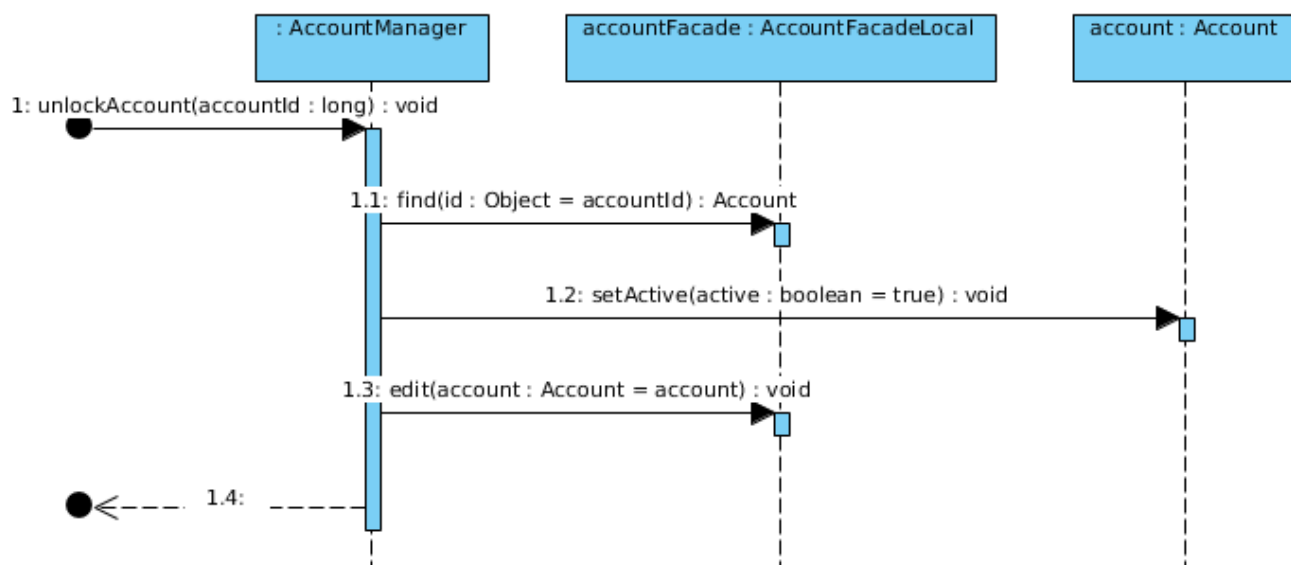 : AccountManager
accountFacade : AccountFacadeLocal
account : Account
1: unlockAccount(accountId : long) : void
1.1: find(id : Object = accountId) : Account
1.2: setActive(active : boolean = true) : void
1.3: edit(account : Account = account) : void
1.4: